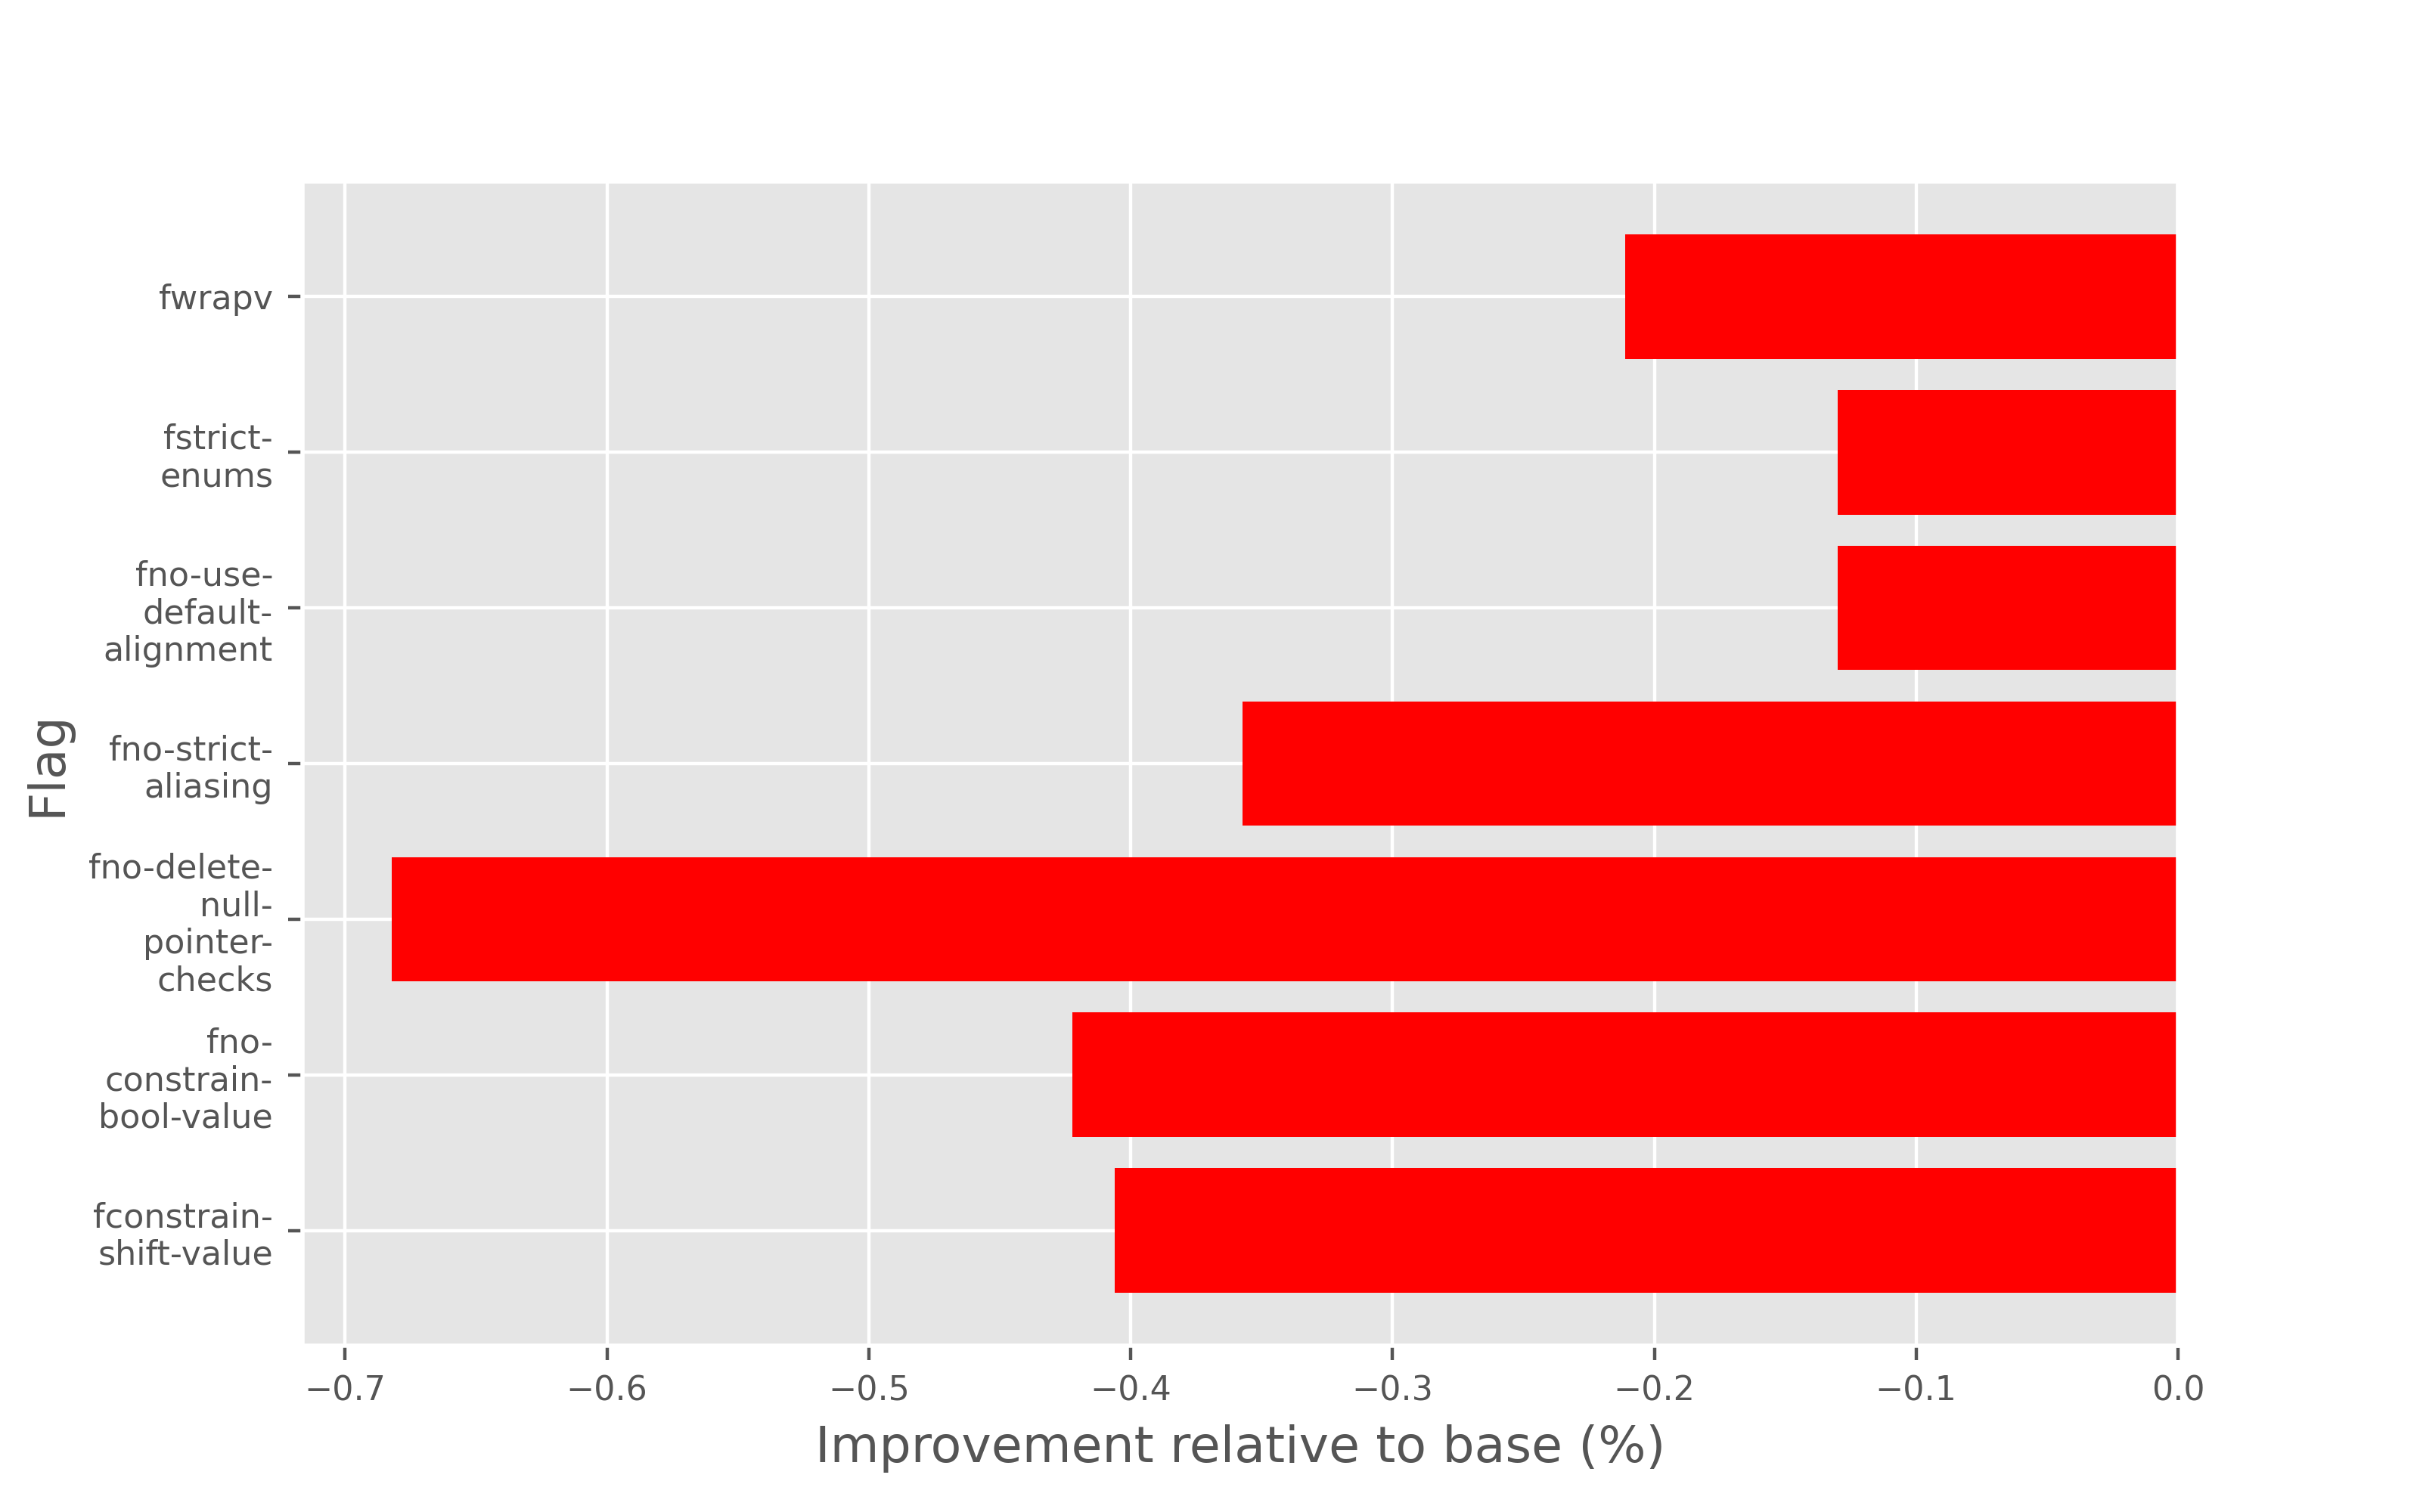 fwrapv
fstrict-
enums
fno-use-
default-
alignment
fno-strict-
aliasing
fno-delete-
null-
pointer-
checks
fno-
constrain-
bool-value
fconstrain-
shift-value
Flag
−0.7 −0.6 −0.5 −0.4 −0.3 −0.2 −0.1 0.0
Improvement relative to base (%)